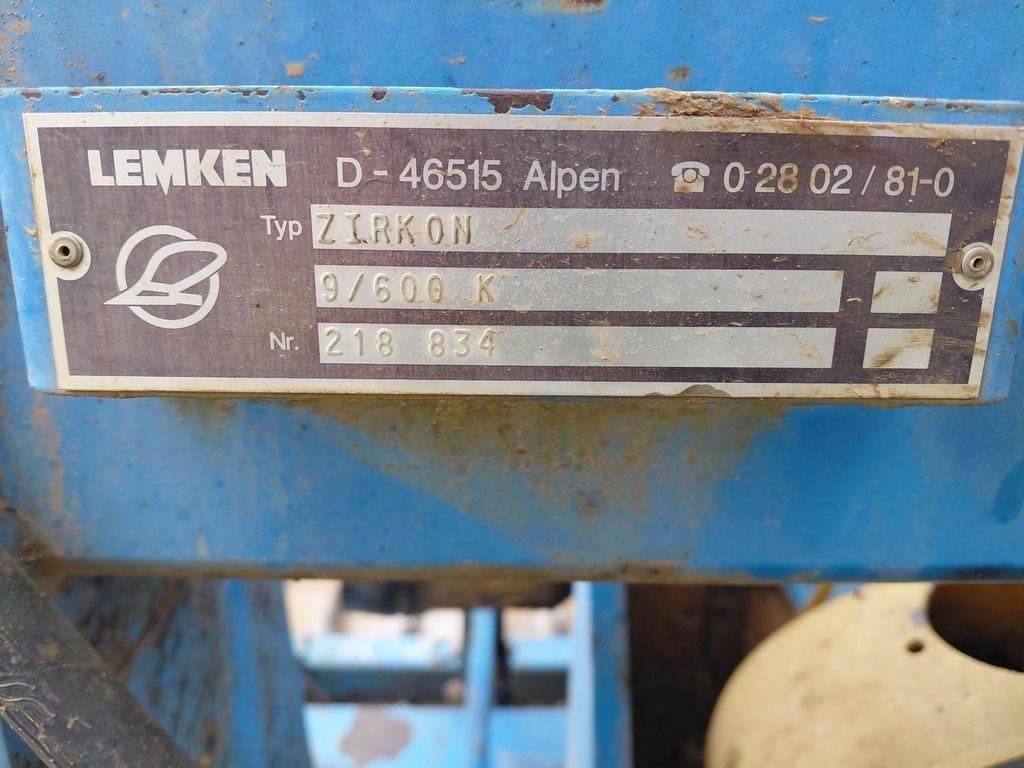 LEMKEN D - 46515 Alpen ☎ 0 28 02 / 81-0
Typ ZIRKON
9/600 K
Nr. 218 834